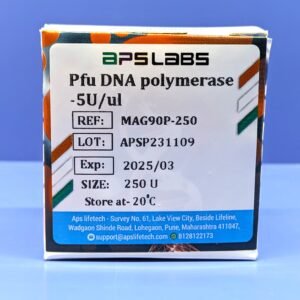 APSLABS
Pfu DNA polymerase
-5U/ul
REF: MAG90P-250
LOT: APSP231109
Exp: 2025/03
SIZE: 250 U
Store at- 20°C
Aps lifetech - Survey No. 61, Lake View City, Beside Lifeline,
Wadgaon Shinde Road, Lohegaon, Pune, Maharashtra 411047,
support@apslifetech.com 8128122173